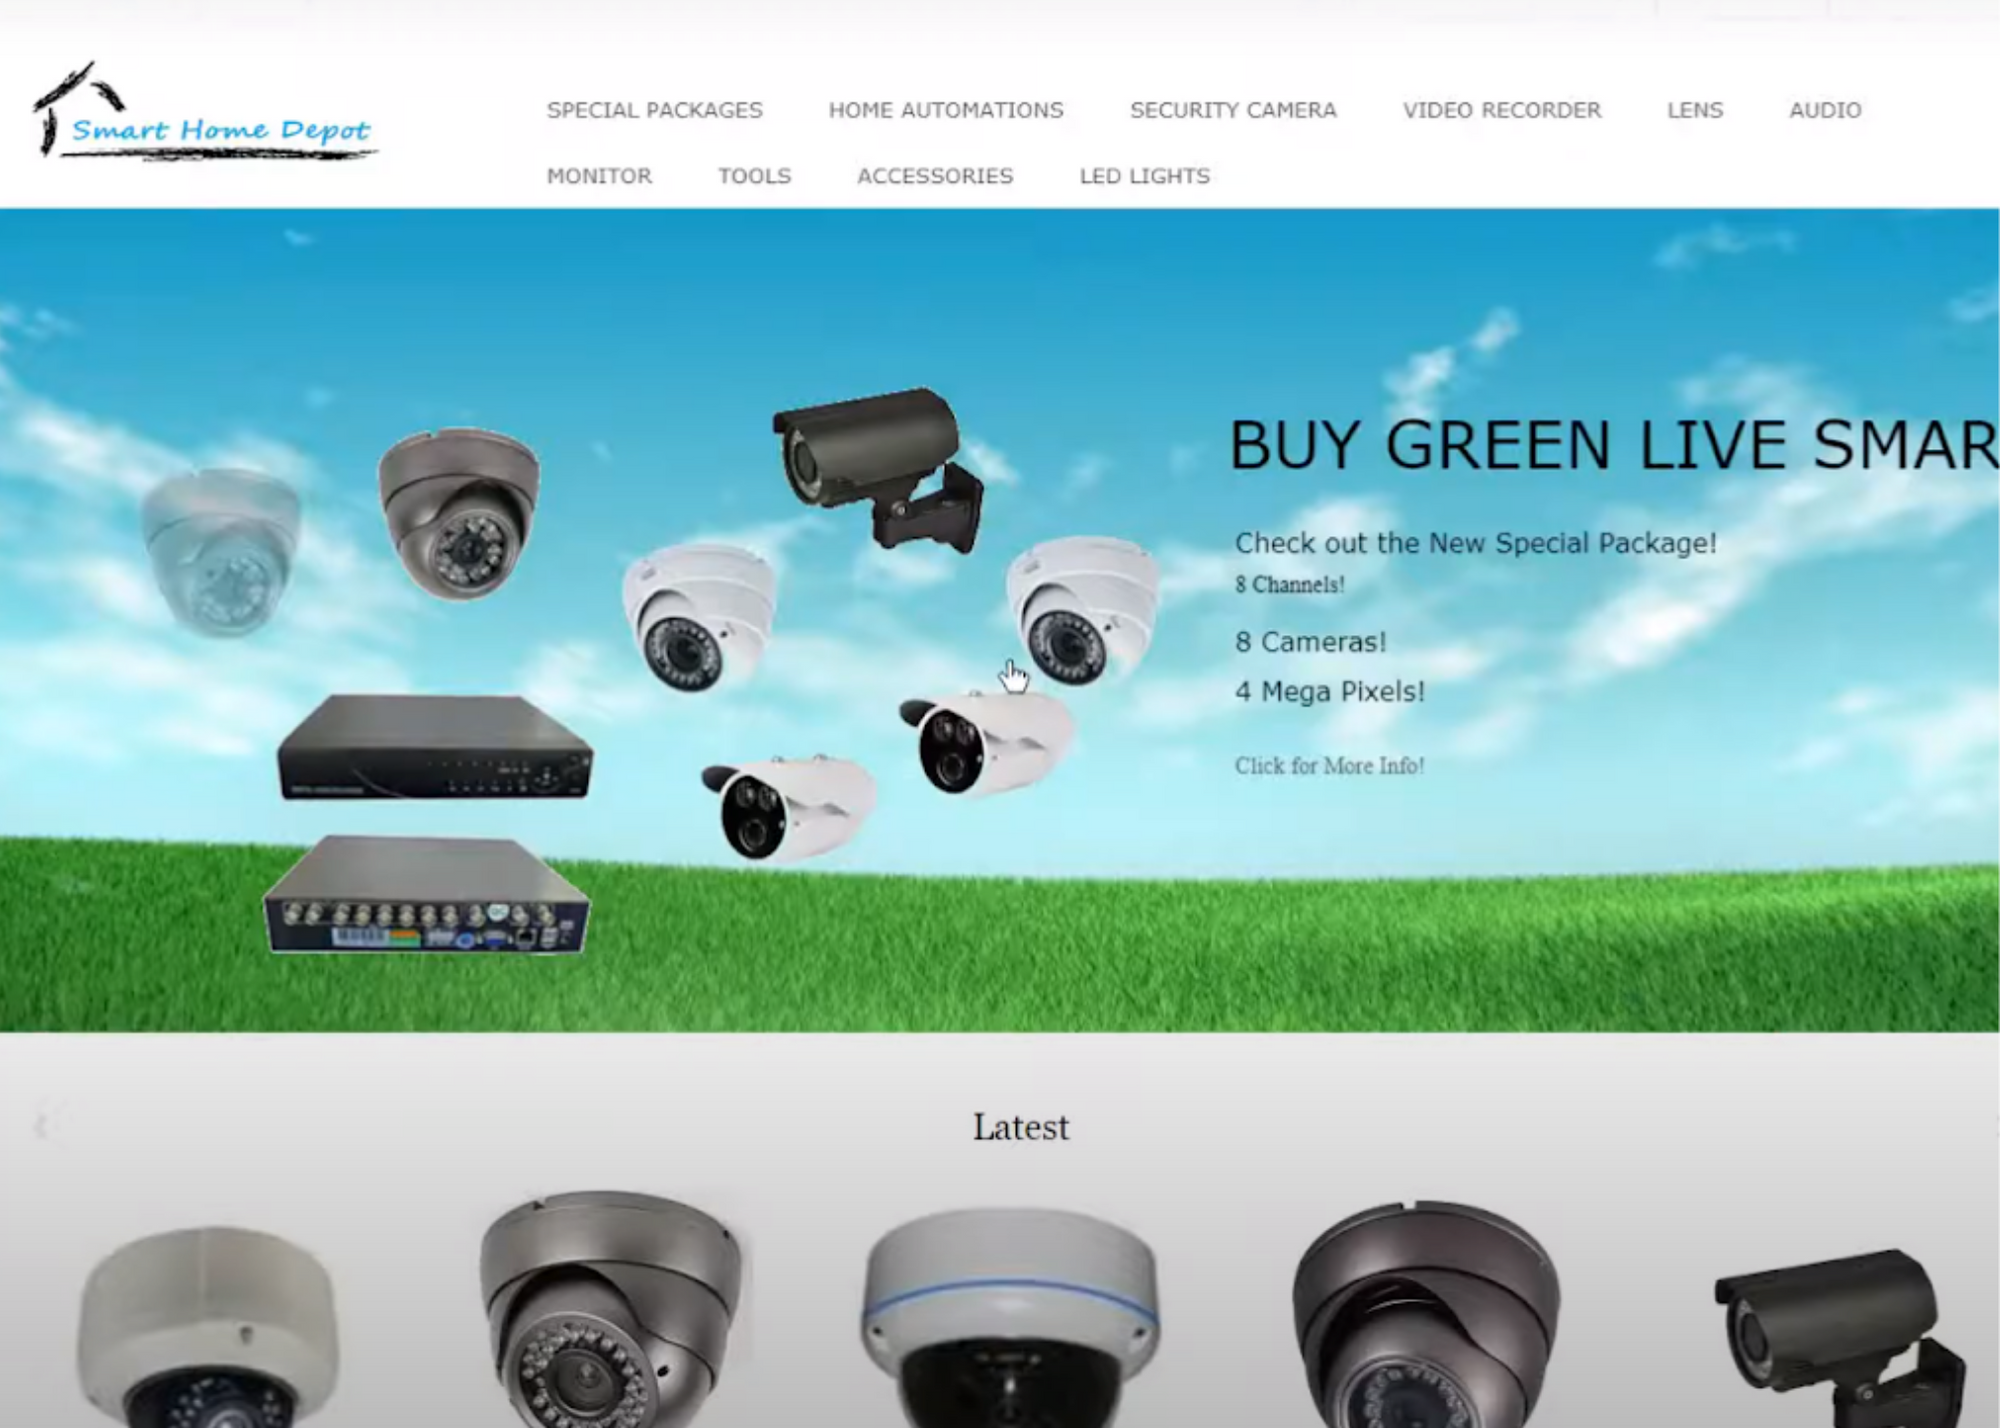 Smart Home Depot
SPECIAL PACKAGES HOME AUTOMATIONS SECURITY CAMERA VIDEO RECORDER LENS AUDIO
MONITOR TOOLS ACCESSORIES LED LIGHTS
BUY GREEN LIVE SMAR
Check out the New Special Package!
8 Channels!
8 Cameras!
4 Mega Pixels!
Click for More Info!
Latest